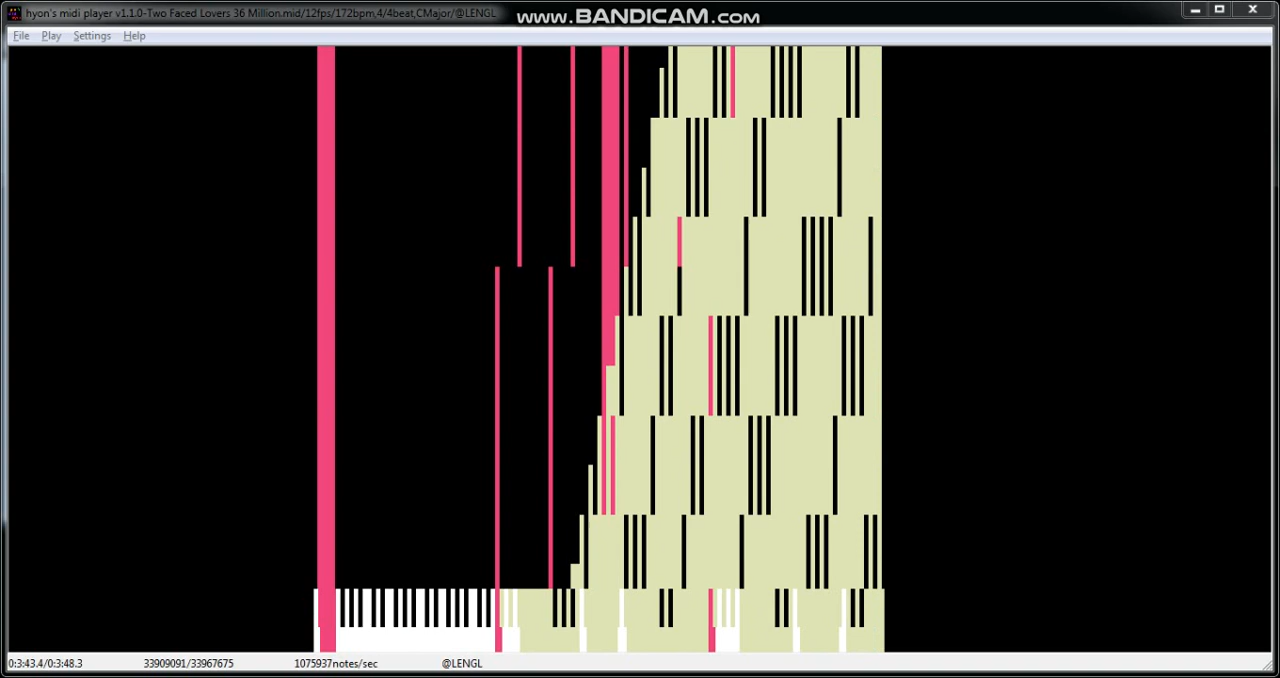 hyon's midi player v1.1.0-Two Faced Lovers 36 Million.mid/12fps/172bpm,4/4beat,CMajor/@LENGL
www.BANDICAM.com
File Play Settings Help
0:3:43.4/0:3:48.3 33909091/33967675 1075937notes/sec @LENGL